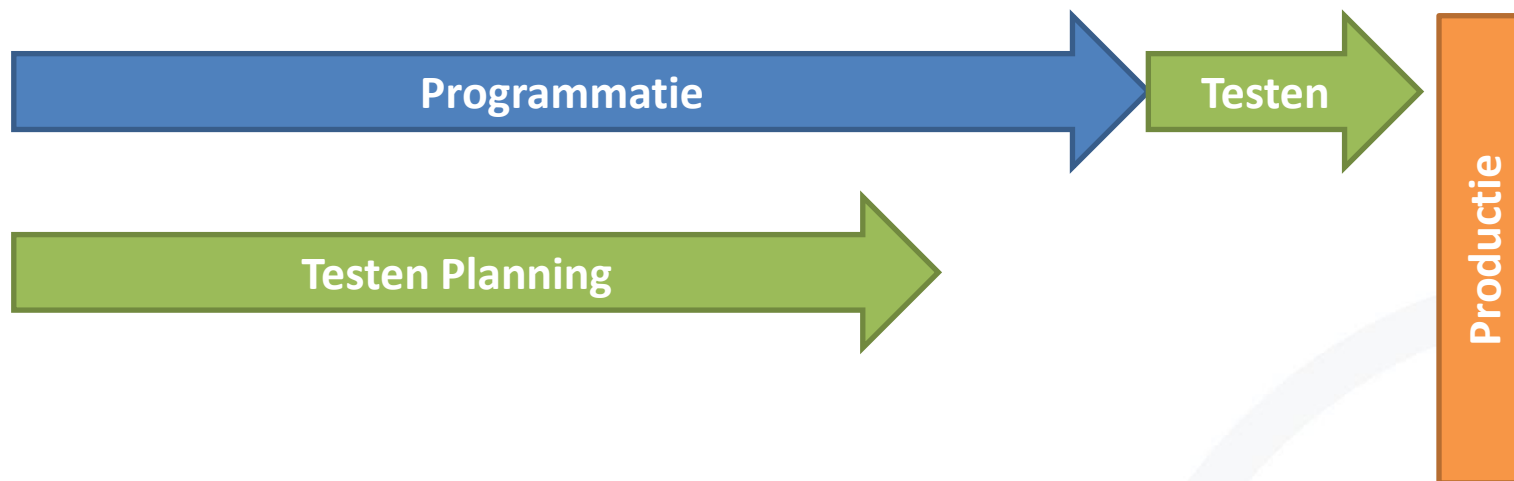 Programmatie
Testen
Testen Planning
Productie